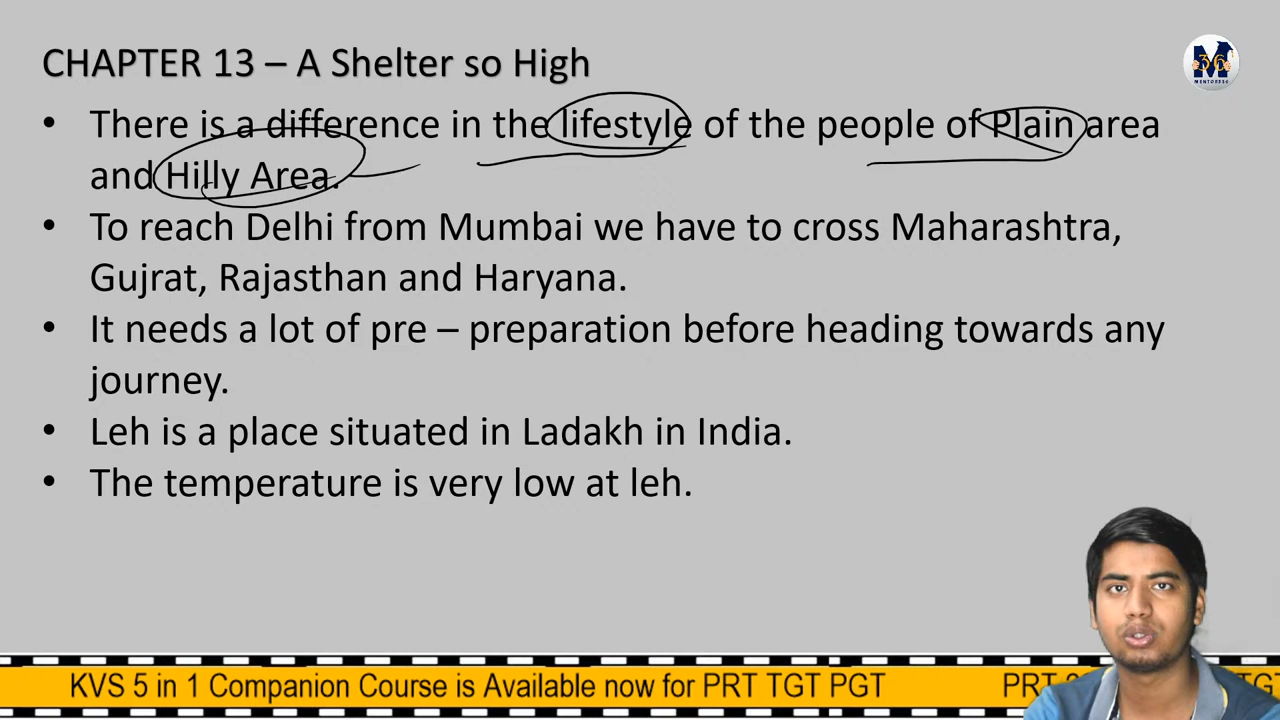 CHAPTER 13 – A Shelter so High
• There is a difference in the lifestyle of the people of Plain area
and Hilly Area.
• To reach Delhi from Mumbai we have to cross Maharashtra,
Gujrat, Rajasthan and Haryana.
• It needs a lot of pre – preparation before heading towards any
journey.
• Leh is a place situated in Ladakh in India.
• The temperature is very low at leh.
KVS 5 in 1 Companion Course is Available now for PRT TGT PGT PRT